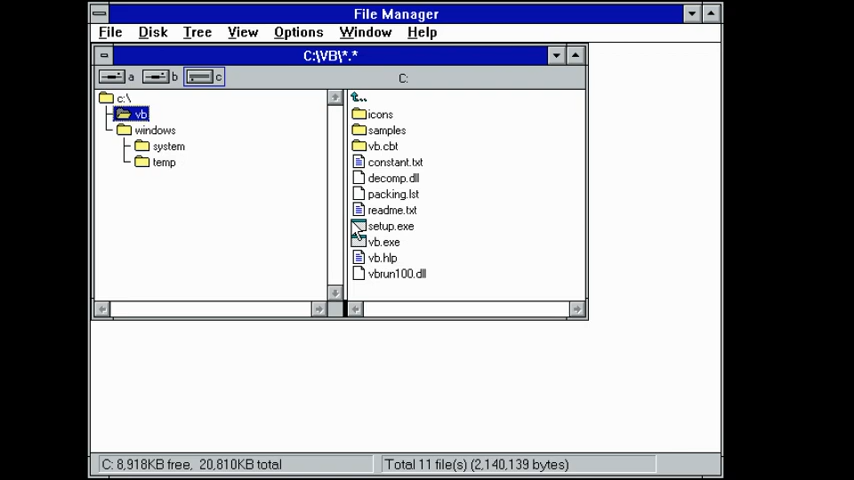 File Manager
File Disk Tree View Options Window Help
C:\VB\*.*
a b c C:
c:\
vb
windows
system
temp
..
icons
samples
vb.cbt
constant.txt
decomp.dll
packing.lst
readme.txt
setup.exe
vb.exe
vb.hlp
vbrun100.dll
C: 8,918KB free, 20,810KB total
Total 11 file(s) (2,140,139 bytes)